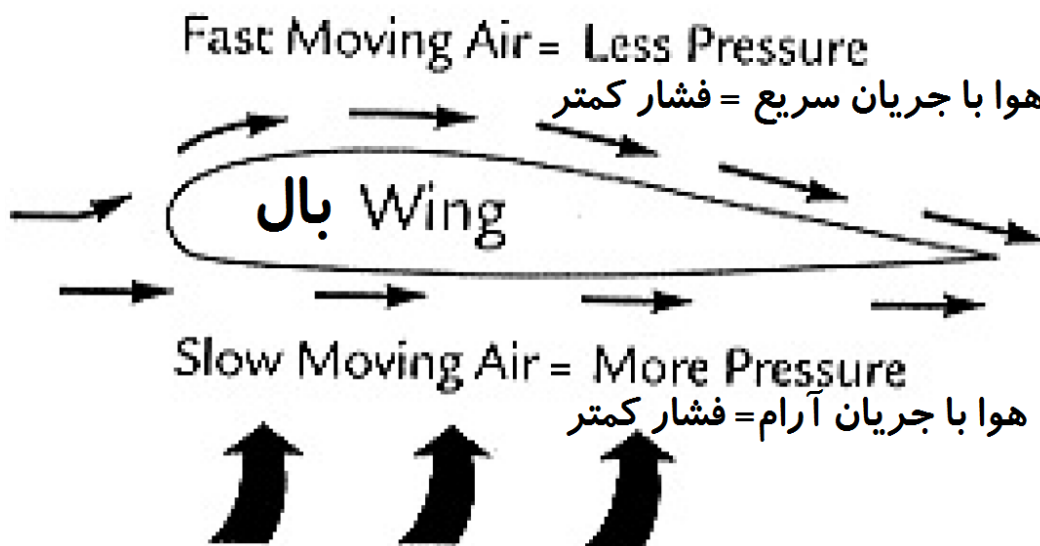 Fast Moving Air = Less Pressure
هوا با جریان سریع = فشار کمتر
بال Wing
Slow Moving Air = More Pressure
هوا با جریان آرام= فشار کمتر